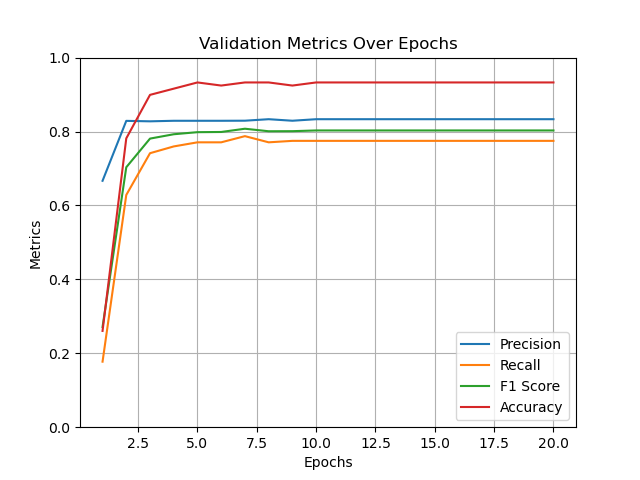 Validation Metrics Over Epochs
1.0
0.8
0.6
0.4
0.2
0.0
Metrics
2.5 5.0 7.5 10.0 12.5 15.0 17.5 20.0
Epochs
Precision
Recall
F1 Score
Accuracy